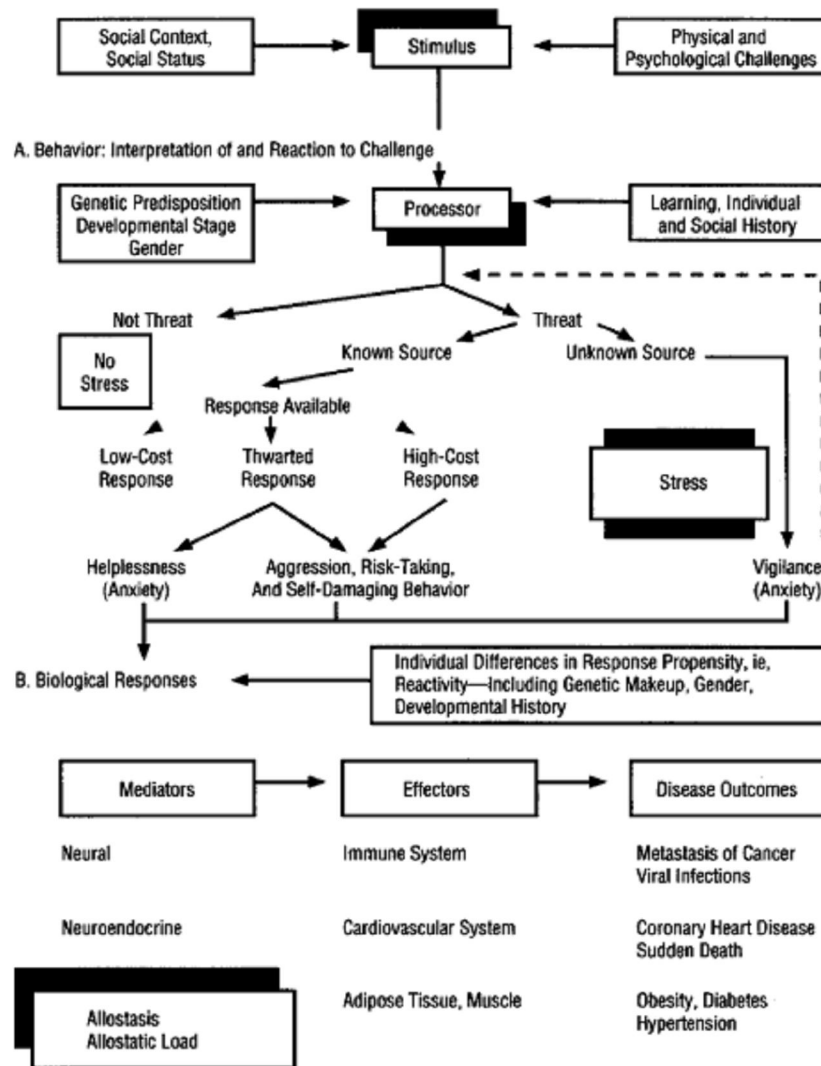 Social Context,
Social Status
Stimulus
Physical and
Psychological Challenges
A. Behavior: Interpretation of and Reaction to Challenge
Genetic Predisposition
Developmental Stage
Gender
Processor
Learning, Individual
and Social History
Not Threat
Threat
No
Stress
Known Source
Unknown Source
Response Available
Low-Cost
Response
Thwarted
Response
High-Cost
Response
Stress
Helplessness
(Anxiety)
Aggression, Risk-Taking,
And Self-Damaging Behavior
Vigilance
(Anxiety)
B. Biological Responses
Individual Differences in Response Propensity, ie,
Reactivity—Including Genetic Makeup, Gender,
Developmental History
Mediators
Effectors
Disease Outcomes
Neural
Immune System
Metastasis of Cancer
Viral Infections
Neuroendocrine
Cardiovascular System
Coronary Heart Disease
Sudden Death
Allostasis
Allostatic Load
Adipose Tissue, Muscle
Obesity, Diabetes
Hypertension